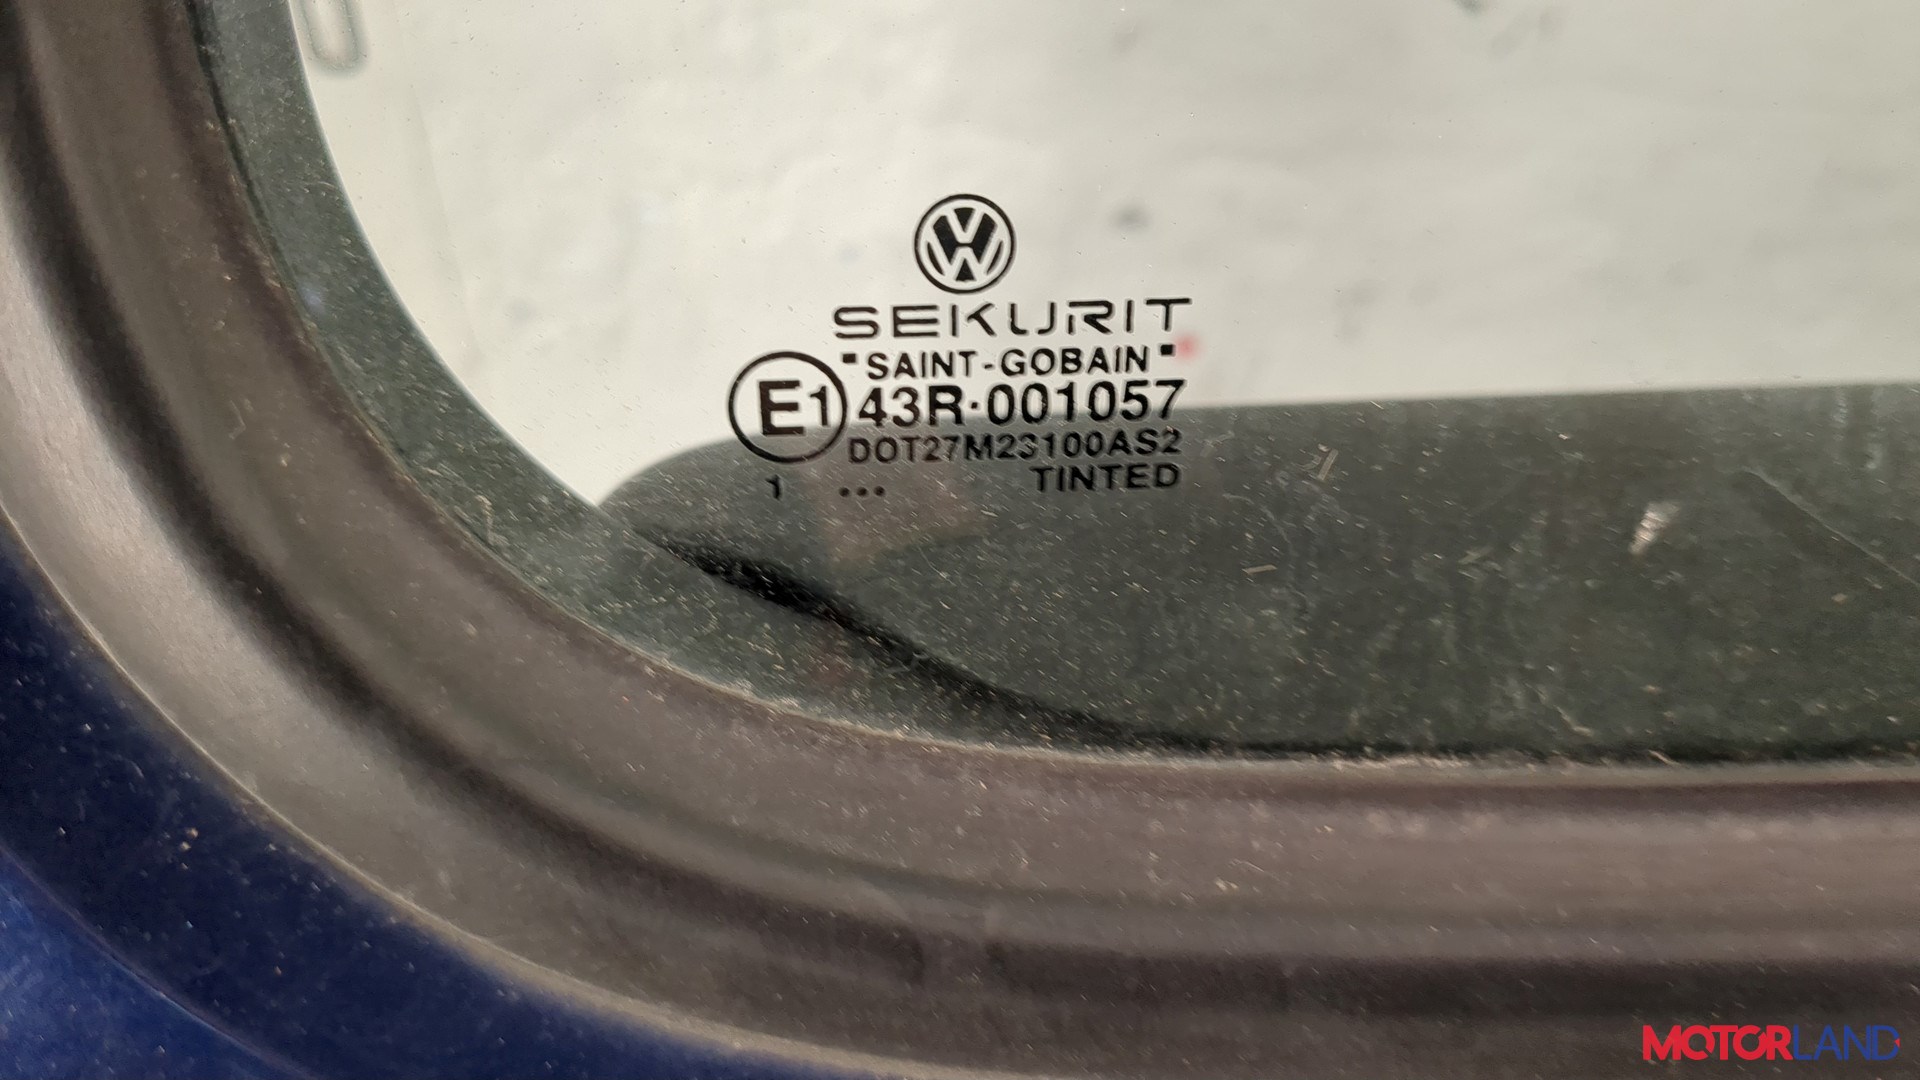 SEKURIT
"SAINT-GOBAIN"
E1 43R-001057
DOT27M23100AS2
1 ... TINTED
MOTORLAND